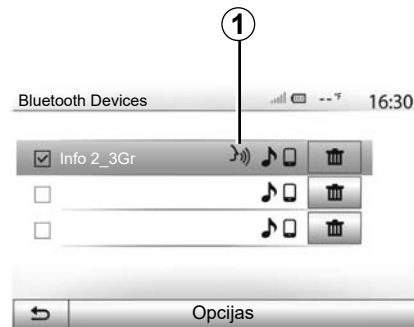 1
Bluetooth Devices --°F 16:30
Info 2_3Gr
Opcijas